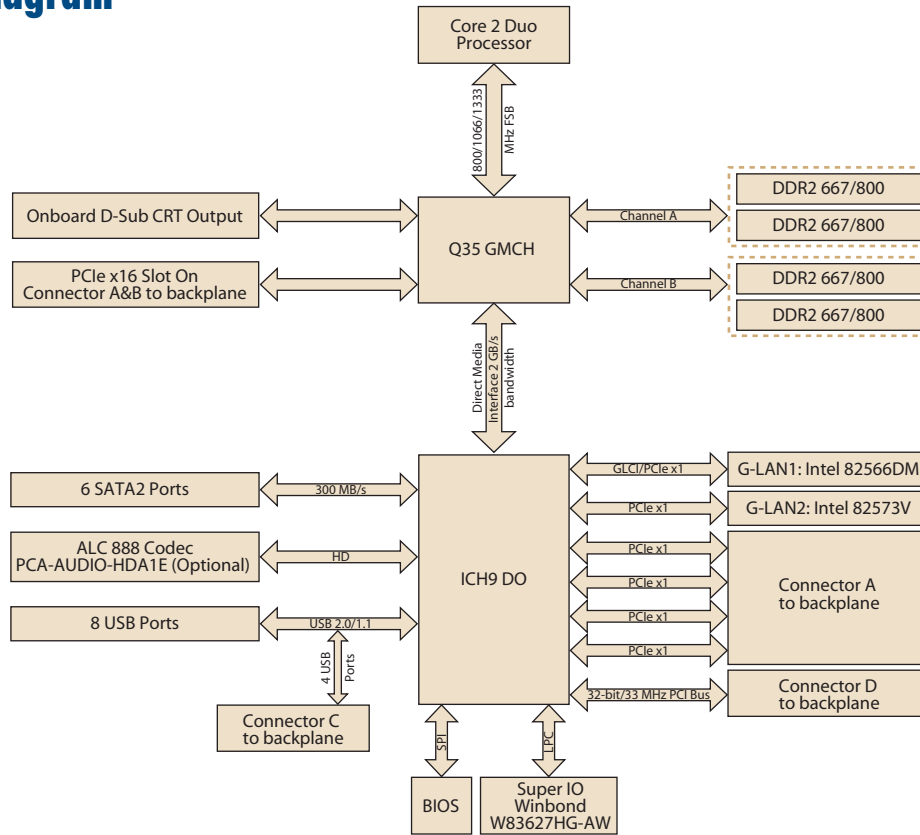 Core 2 Duo
Processor
800/1066/1333
MHz FSB
Onboard D-Sub CRT Output
PCIe x16 Slot On
Connector A&B to backplane
Q35 GMCH
Channel A
Channel B
DDR2 667/800
DDR2 667/800
DDR2 667/800
DDR2 667/800
Direct Media
Interface 2 GB/s
bandwidth
6 SATA2 Ports
300 MB/s
ALC 888 Codec
PCA-AUDIO-HDA1E (Optional)
HD
8 USB Ports
USB 2.0/1.1
4 USB
Ports
Connector C
to backplane
ICH9 DO
GLCI/PCIe x1
G-LAN1: Intel 82566DM
PCIe x1
G-LAN2: Intel 82573V
PCIe x1
PCIe x1
PCIe x1
PCIe x1
Connector A
to backplane
32-bit/33 MHz PCI Bus
Connector D
to backplane
SPI
LPC
BIOS
Super IO
Winbond
W83627HG-AW